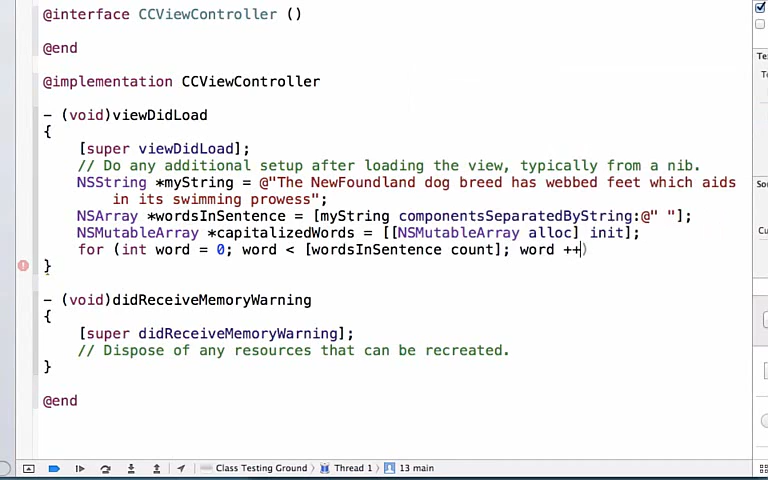 @interface CCViewController ()
@end
@implementation CCViewController
- (void)viewDidLoad
{
[super viewDidLoad];
// Do any additional setup after loading the view, typically from a nib.
NSString *myString = @"The NewFoundland dog breed has webbed feet which aids
in its swimming prowess";
NSArray *wordsInSentence = [myString componentsSeparatedByString:@" "];
NSMutableArray *capitalizedWords = [[NSMutableArray alloc] init];
for (int word = 0; word < [wordsInSentence count]; word ++)
}
- (void)didReceiveMemoryWarning
{
[super didReceiveMemoryWarning];
// Dispose of any resources that can be recreated.
}
@end
Class Testing Ground
Thread 1
13 main